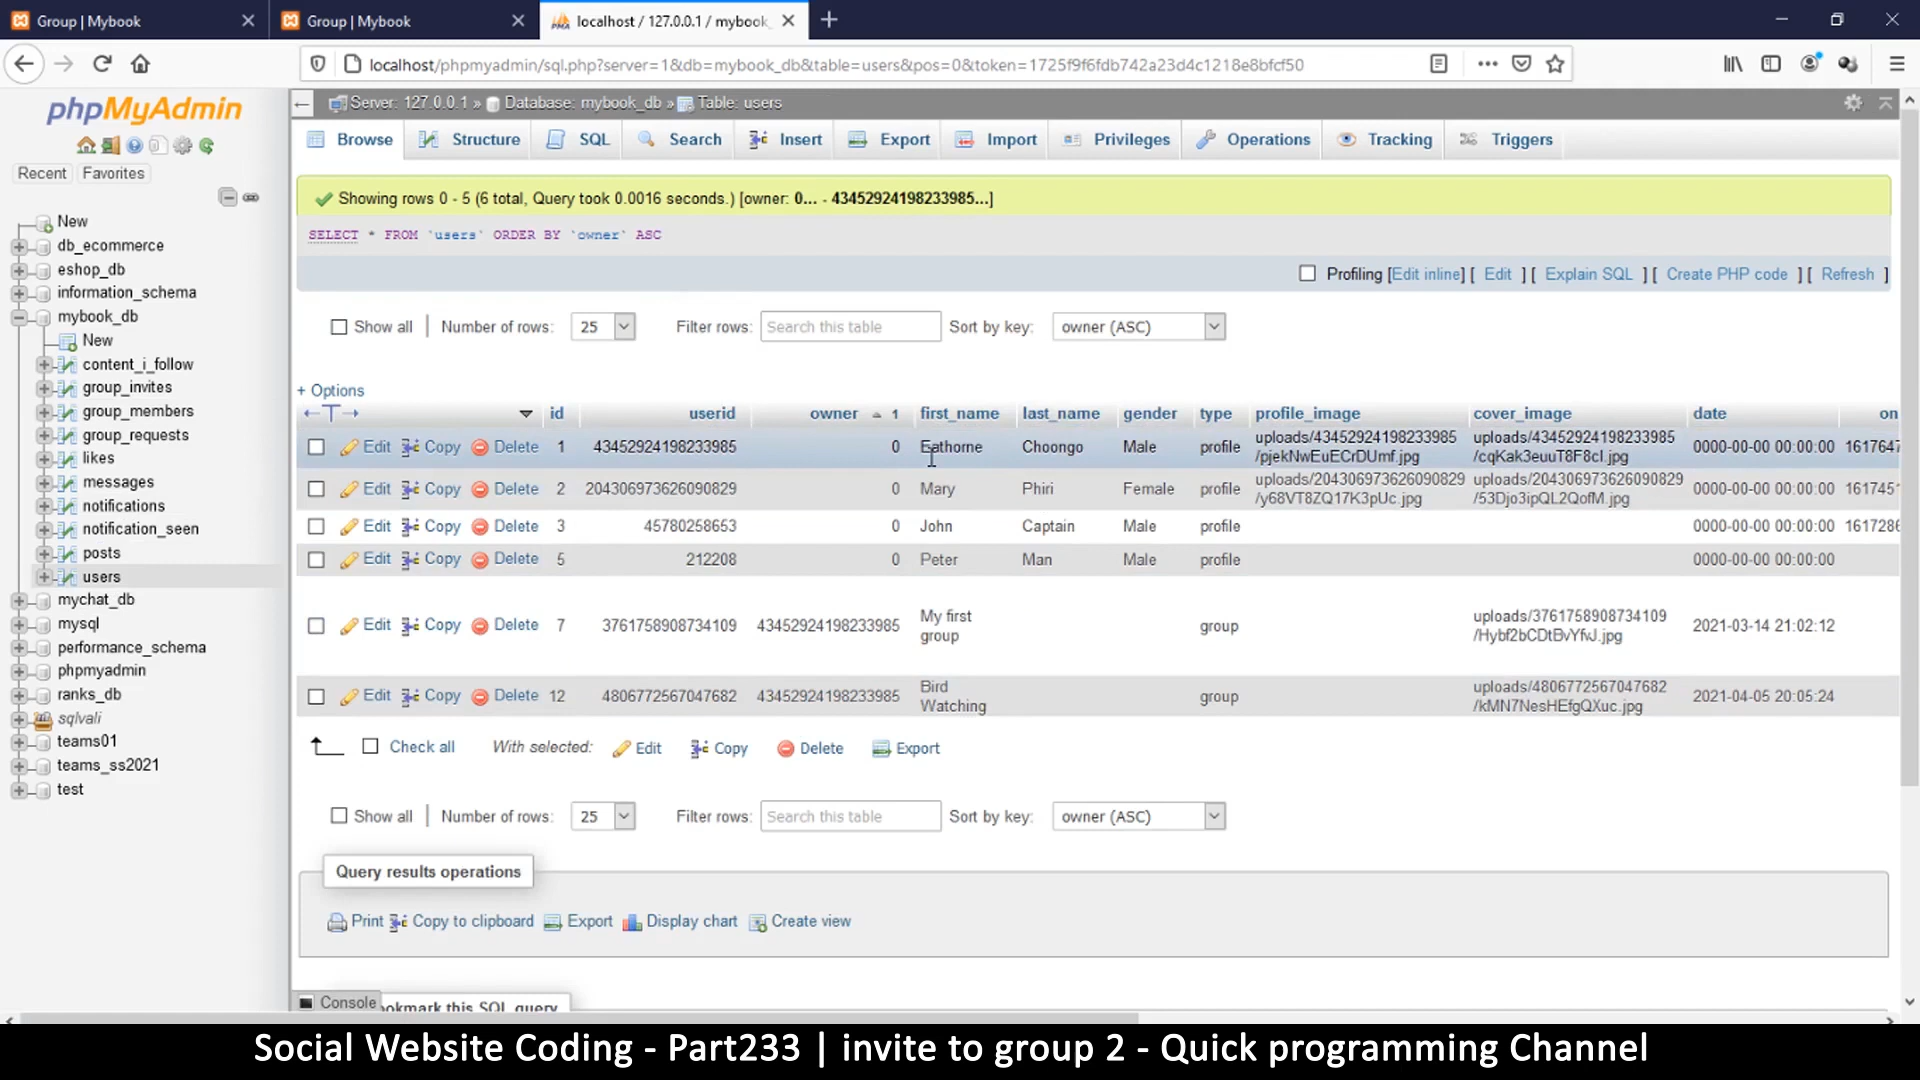 Group | Mybook
Group | Mybook
localhost / 127.0.0.1 / mybook_
localhost/phpmyadmin/sql.php?server=1&db=mybook_db&table=users&pos=0&token=1725f9f6fdb742a23d4c1218e8bfcf50
phpMyAdmin
Recent Favorites
New
db_ecommerce
eshop_db
information_schema
mybook_db
New
content_i_follow
group_invites
group_members
group_requests
likes
messages
notifications
notification_seen
posts
users
mychat_db
mysql
performance_schema
phpmyadmin
ranks_db
sqlvali
teams01
teams_ss2021
test
Server: 127.0.0.1 » Database: mybook_db » Table: users
Browse Structure SQL Search Insert Export Import Privileges Operations Tracking Triggers
Showing rows 0 - 5 (6 total, Query took 0.0016 seconds.) [owner: 0... - 43452924198233985...]
SELECT * FROM `users` ORDER BY `owner` ASC
Profiling [Edit inline] [ Edit ] [ Explain SQL ] [ Create PHP code ] [ Refresh ]
Show all | Number of rows: 25 Filter rows: Search this table Sort by key: owner (ASC)
+ Options
←T→ id userid owner 1 first_name last_name gender type profile_image cover_image date on
Edit Copy Delete 1 43452924198233985 0 Eathorne Choongo Male profile uploads/43452924198233985 /pjekNwEuECrDUmf.jpg uploads/43452924198233985 /cqKak3euuT8F8cI.jpg 0000-00-00 00:00:00 1617647
Edit Copy Delete 2 204306973626090829 0 Mary Phiri Female profile uploads/204306973626090829 /y68VT8ZQ17K3pUc.jpg uploads/204306973626090829 /53Djo3ipQL2QofM.jpg 0000-00-00 00:00:00 1617451
Edit Copy Delete 3 45780258653 0 John Captain Male profile 0000-00-00 00:00:00 1617286
Edit Copy Delete 5 212208 0 Peter Man Male profile 0000-00-00 00:00:00
Edit Copy Delete 7 3761758908734109 43452924198233985 My first group group uploads/3761758908734109 /Hybf2bCDtBvYfvJ.jpg 2021-03-14 21:02:12
Edit Copy Delete 12 4806772567047682 43452924198233985 Bird Watching group uploads/4806772567047682 /kMN7NesHEfgQXuc.jpg 2021-04-05 20:05:24
Check all With selected: Edit Copy Delete Export
Show all | Number of rows: 25 Filter rows: Search this table Sort by key: owner (ASC)
Query results operations
Print Copy to clipboard Export Display chart Create view
Console
ookmark this SQL query
Social Website Coding - Part233 | invite to group 2 - Quick programming Channel